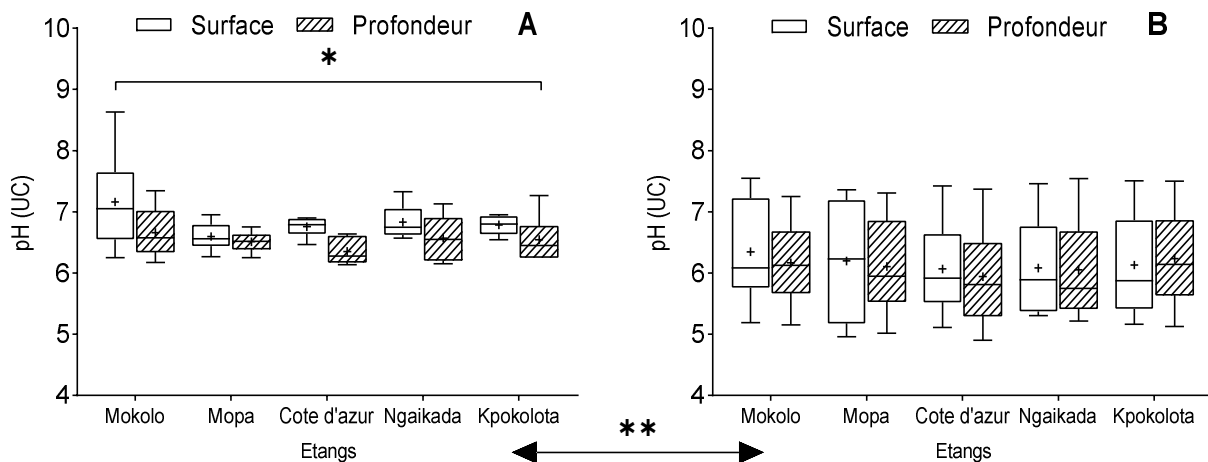 Surface Profondeur A
*
pH (UC)
10
9
8
7
6
5
4
Mokolo Mopa Cote d'azur Ngaikada Kpokolota
Etangs
Surface Profondeur B
pH (UC)
10
9
8
7
6
5
4
Mokolo Mopa Cote d'azur Ngaikada Kpokolota
Etangs
**